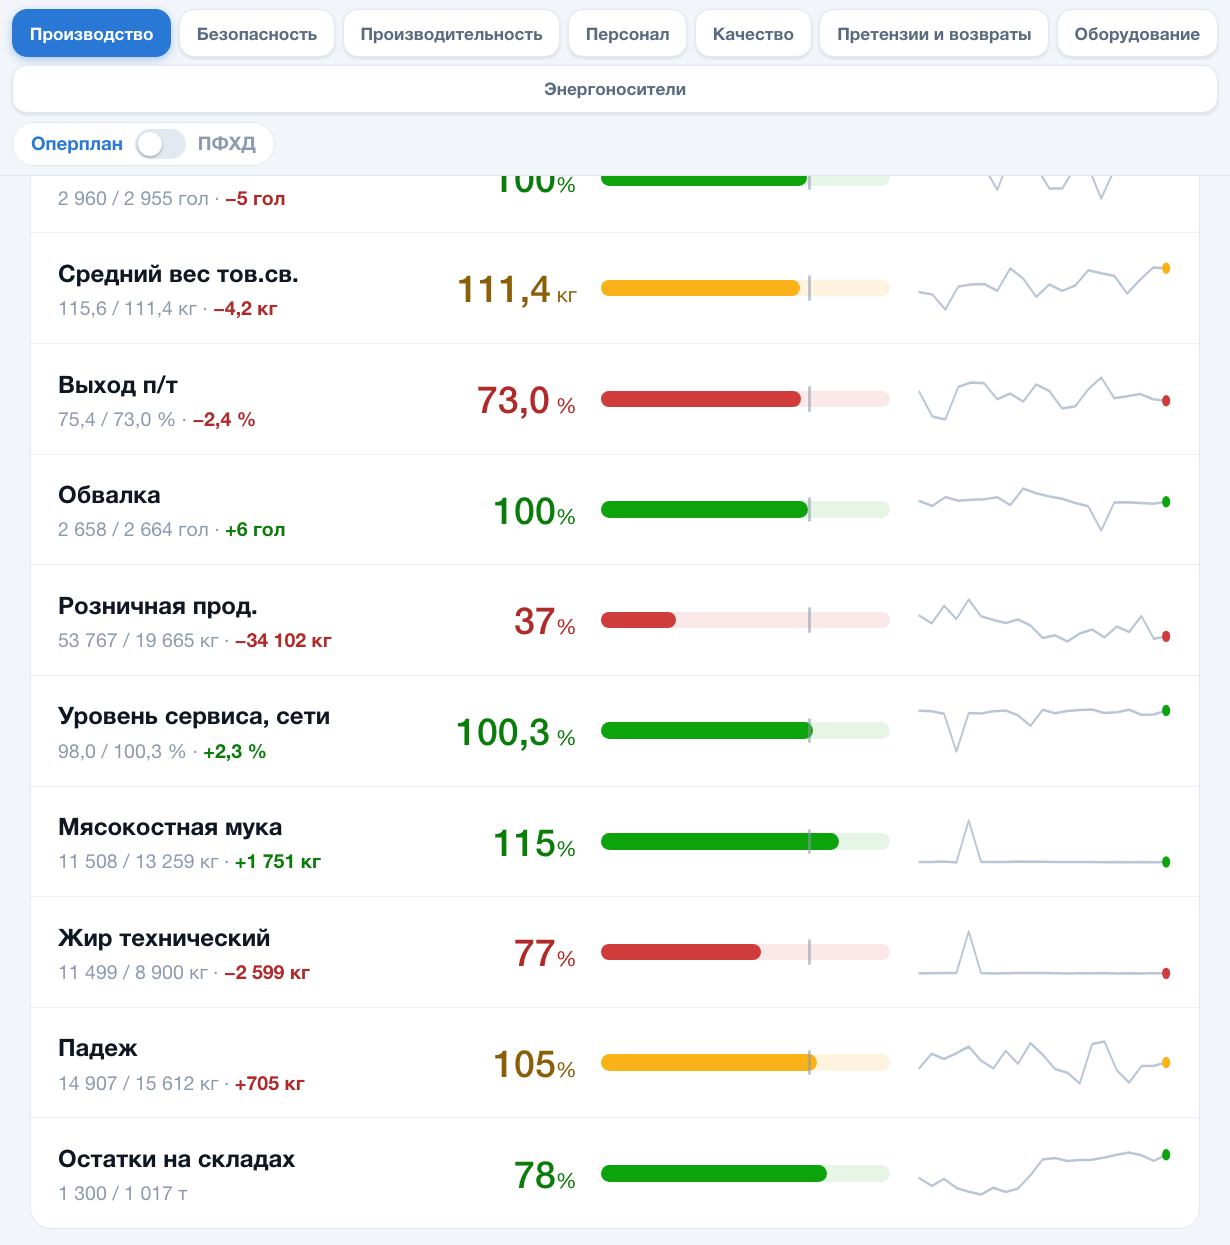 Производство
Безопасность
Производительность
Персонал
Качество
Претензии и возвраты
Оборудование
Энергоносители
Оперплан
ПФХД
100%
2 960 / 2 955 гол · −5 гол
Средний вес тов.св.
115,6 / 111,4 кг · −4,2 кг
111,4 кг
Выход п/т
75,4 / 73,0 % · −2,4 %
73,0 %
Обвалка
2 658 / 2 664 гол · +6 гол
100%
Розничная прод.
53 767 / 19 665 кг · −34 102 кг
37%
Уровень сервиса, сети
98,0 / 100,3 % · +2,3 %
100,3 %
Мясокостная мука
11 508 / 13 259 кг · +1 751 кг
115%
Жир технический
11 499 / 8 900 кг · −2 599 кг
77%
Падеж
14 907 / 15 612 кг · +705 кг
105%
Остатки на складах
1 300 / 1 017 т
78%